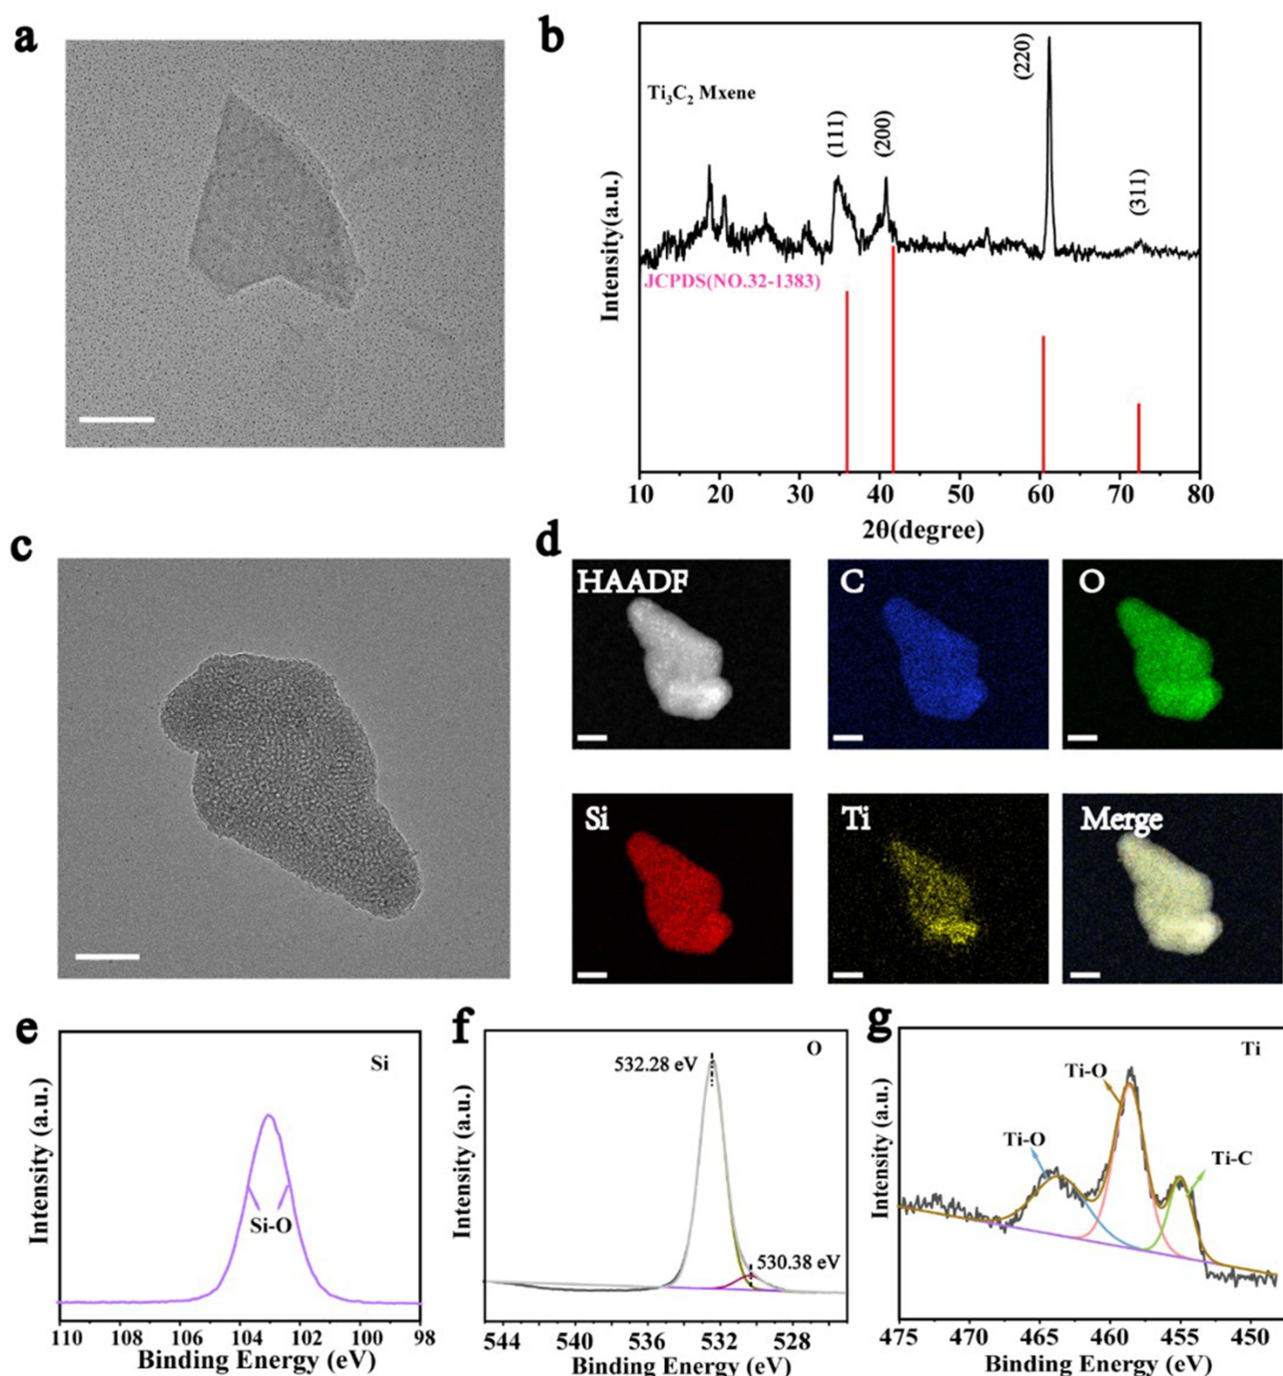 a
b
Ti₃C₂ Mxene
(111)
(200)
(220)
(311)
JCPDS(NO.32-1383)
Intensity(a.u.)
10 20 30 40 50 60 70 80
2θ(degree)
c
d
HAADF
C
O
Si
Ti
Merge
e
Si
Si-O
Intensity (a.u.)
110 108 106 104 102 100 98
Binding Energy (eV)
f
O
532.28 eV
530.38 eV
Intensity (a.u.)
544 540 536 532 528
Binding Energy (eV)
g
Ti
Ti-O
Ti-O
Ti-C
Intensity (a.u.)
475 470 465 460 455 450
Binding Energy (eV)